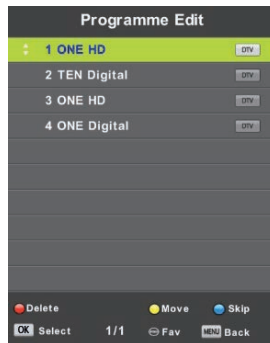 Programme Edit
1 ONE HD DTV
2 TEN Digital DTV
3 ONE HD DTV
4 ONE Digital DTV
Delete Move Skip
OK Select 1/1 Fav MENU Back